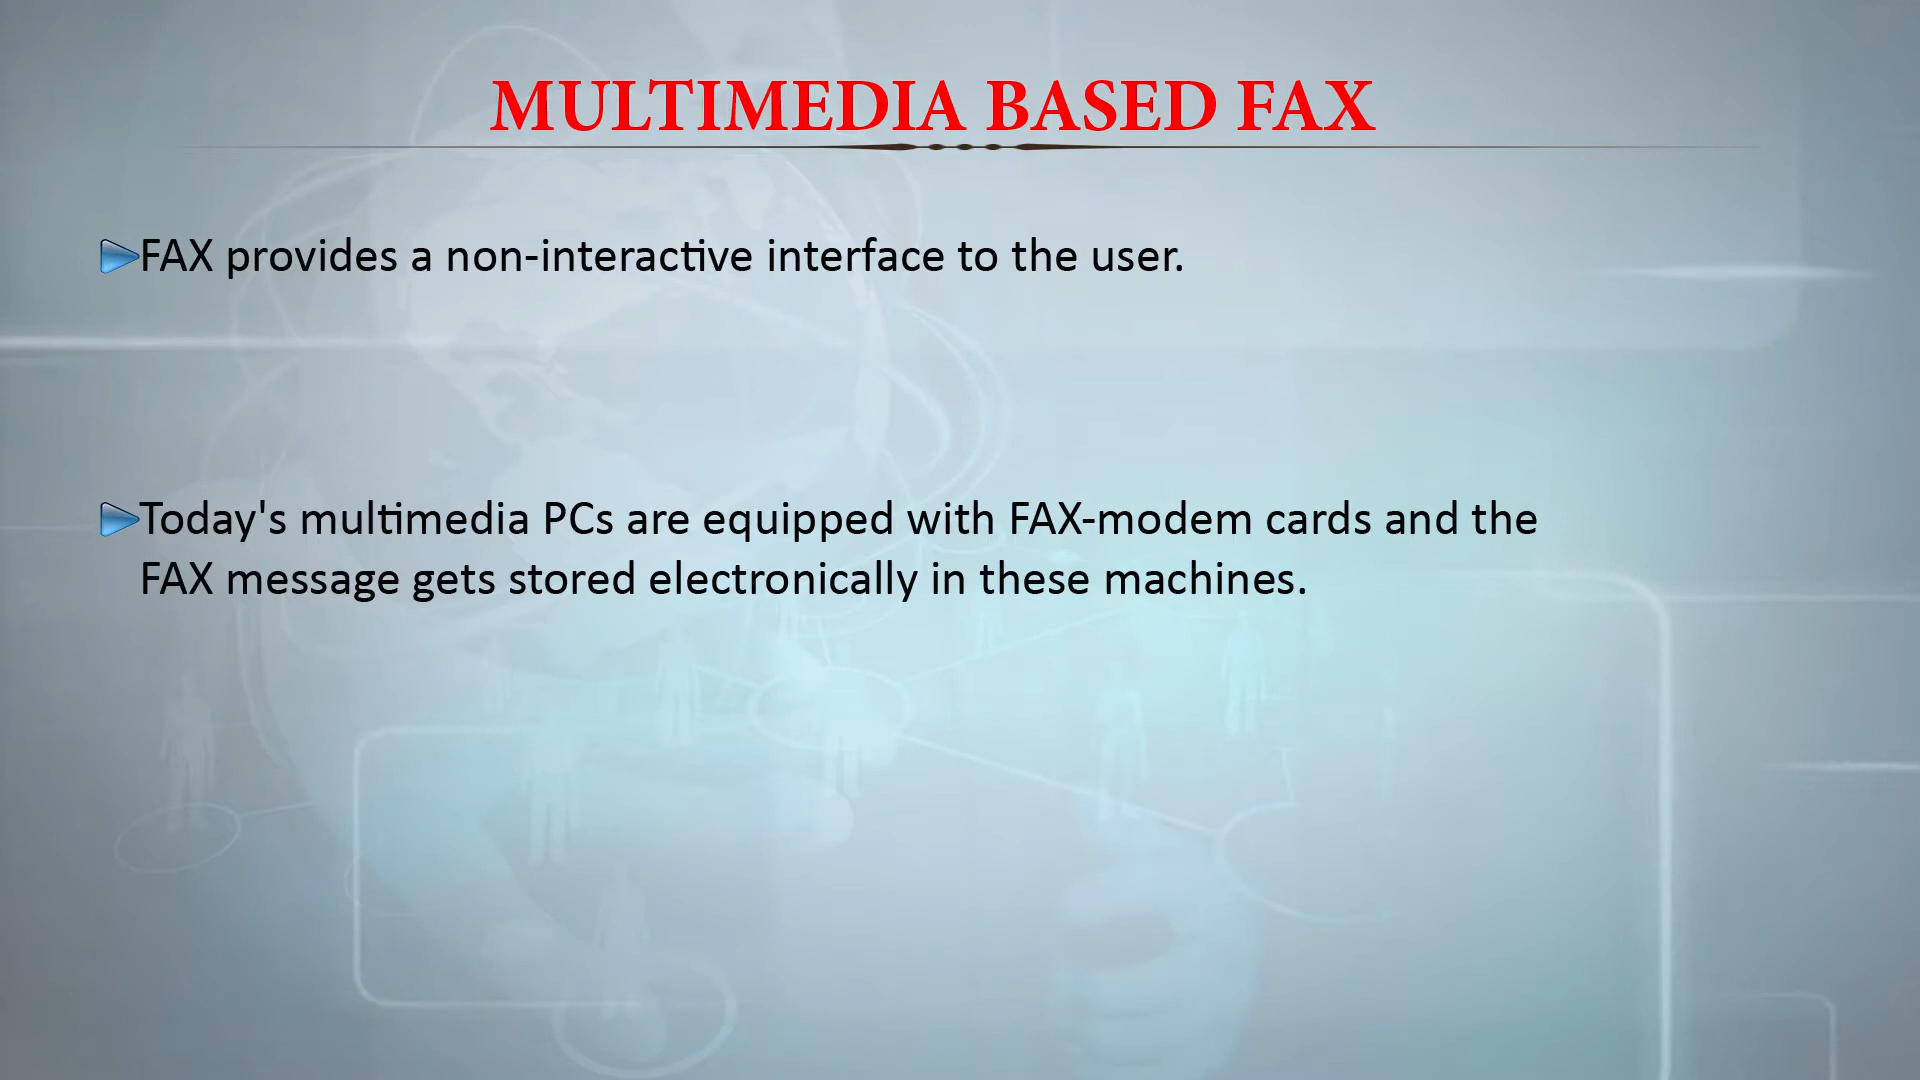 MULTIMEDIA BASED FAX
FAX provides a non-interactive interface to the user.
Today's multimedia PCs are equipped with FAX-modem cards and the
FAX message gets stored electronically in these machines.